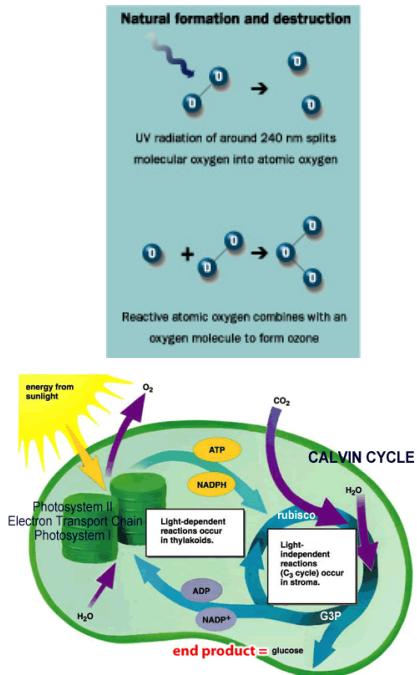 Natural formation and destruction
O
O
O
O
UV radiation of around 240 nm splits
molecular oxygen into atomic oxygen
O
+
O
O
O
O
O
Reactive atomic oxygen combines with an
oxygen molecule to form ozone
energy from
sunlight
O2
CO2
ATP
CALVIN CYCLE
NADPH
H2O
Photosystem II
Electron Transport Chain
Photosystem I
rubisco
Light-dependent
reactions occur
in thylakoids.
Light-
independent
reactions
(C3 cycle) occur
in stroma.
ADP
NADP+
H2O
G3P
end product = glucose